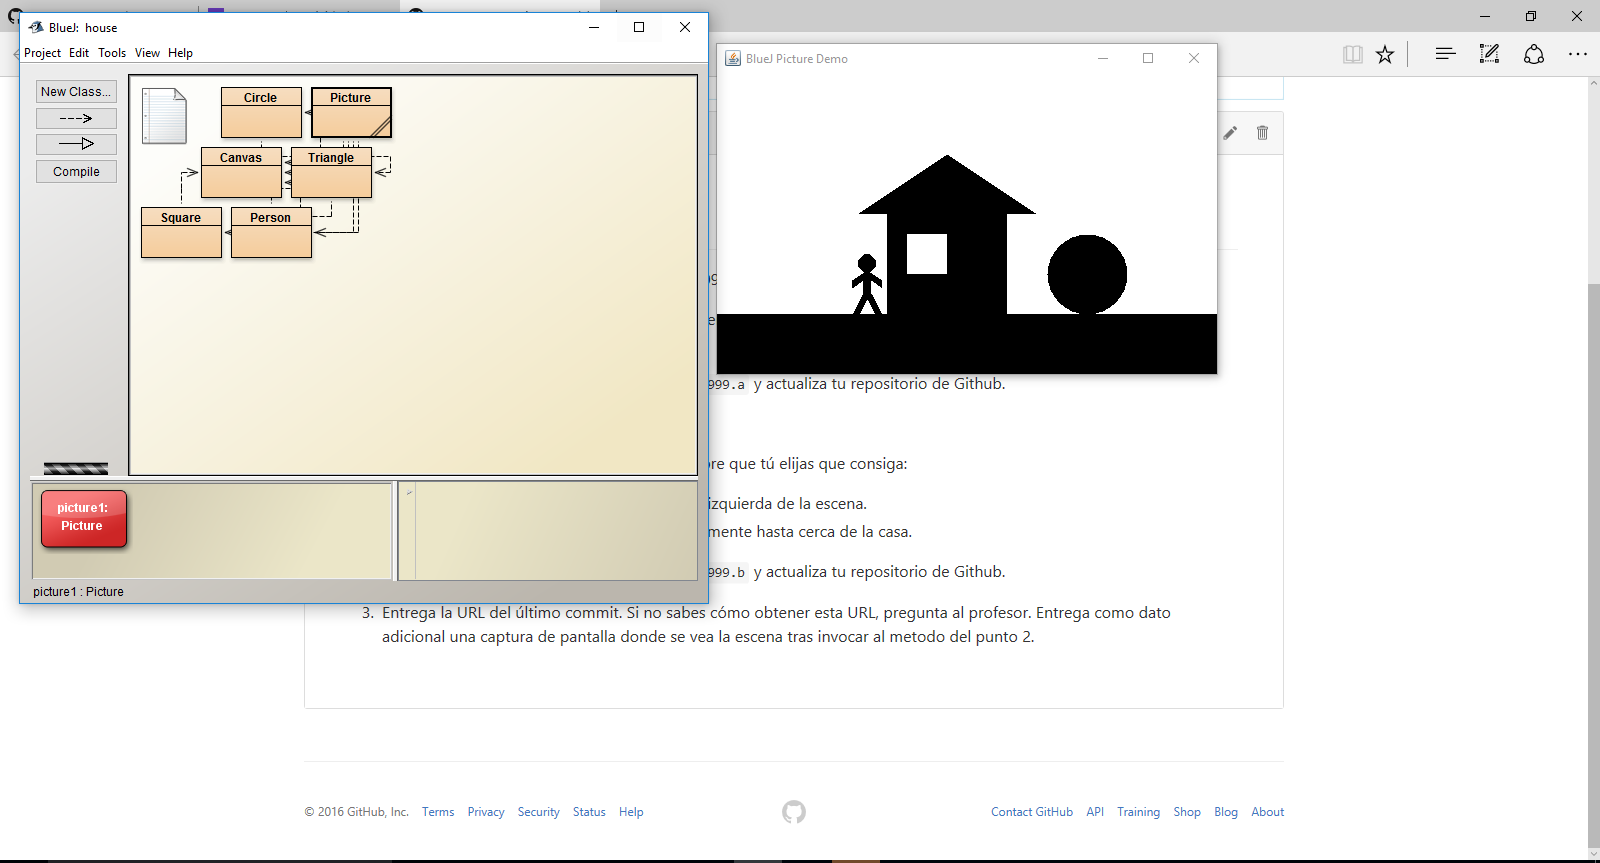 BlueJ: house
Project Edit Tools View Help
New Class...
Compile
Circle
Picture
Canvas
Triangle
Square
Person
picture1:
Picture
picture1 : Picture
BlueJ Picture Demo
999.a y actualiza tu repositorio de Github.
que tú elijas que consiga:
izquierda de la escena.
hasta cerca de la casa.
999.b y actualiza tu repositorio de Github.
3. Entrega la URL del último commit. Si no sabes cómo obtener esta URL, pregunta al profesor. Entrega como dato
adicional una captura de pantalla donde se vea la escena tras invocar al metodo del punto 2.
© 2016 GitHub, Inc. Terms Privacy Security Status Help
Contact GitHub API Training Shop Blog About